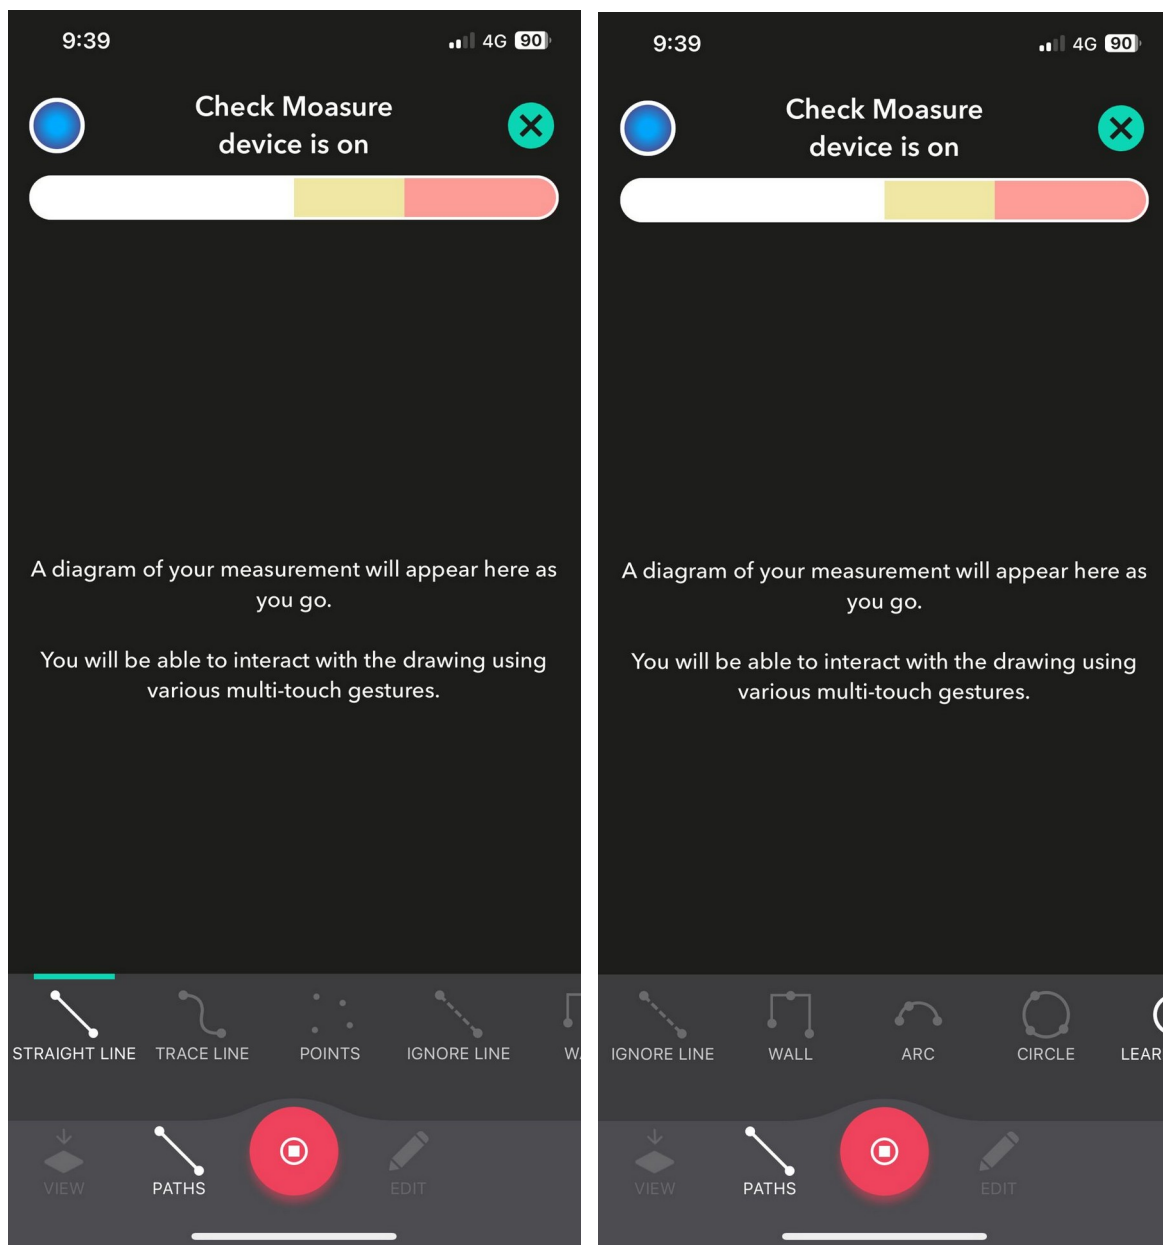 9:39
4G 90
Check Moasure
device is on
A diagram of your measurement will appear here as
you go.
You will be able to interact with the drawing using
various multi-touch gestures.
STRAIGHT LINE TRACE LINE POINTS IGNORE LINE W
VIEW PATHS EDIT
9:39
4G 90
Check Moasure
device is on
A diagram of your measurement will appear here as
you go.
You will be able to interact with the drawing using
various multi-touch gestures.
IGNORE LINE WALL ARC CIRCLE LEAR
VIEW PATHS EDIT